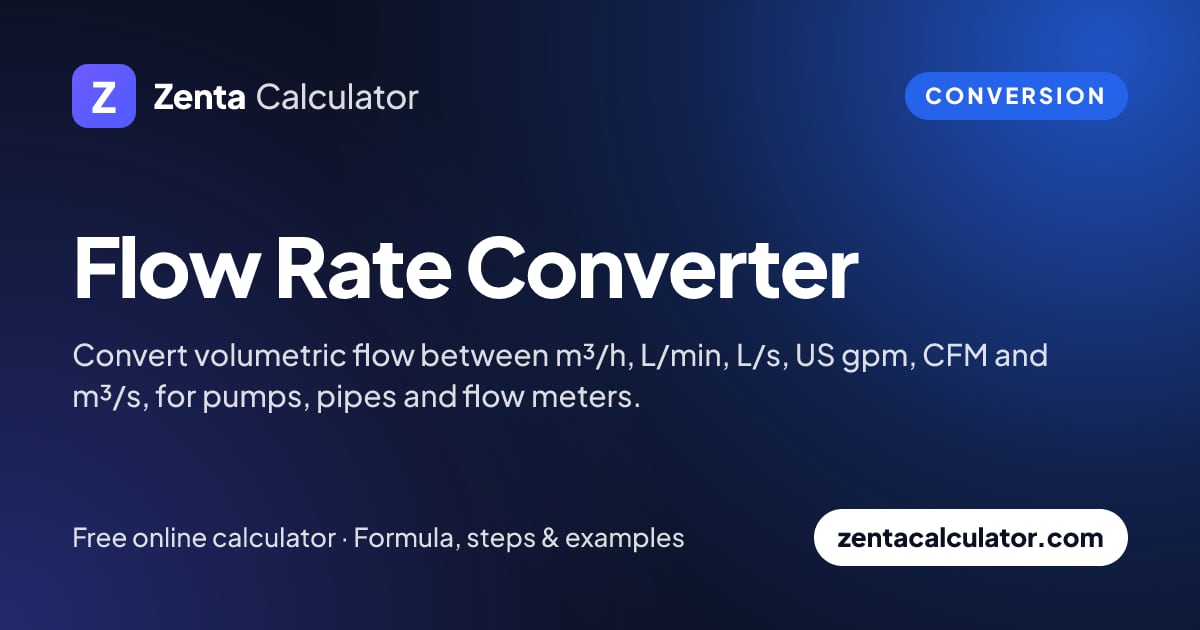 Z
Zenta Calculator
CONVERSION
Flow Rate Converter
Convert volumetric flow between m³/h, L/min, L/s, US gpm, CFM and
m³/s, for pumps, pipes and flow meters.
Free online calculator · Formula, steps & examples
zentacalculator.com